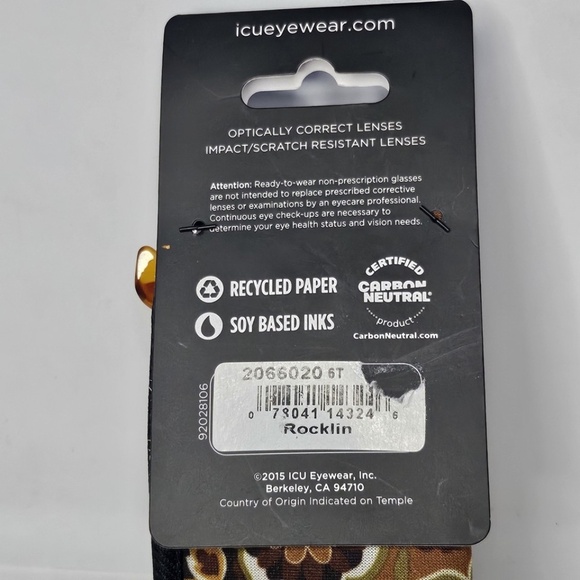 icueyewear.com
OPTICALLY CORRECT LENSES
IMPACT/SCRATCH RESISTANT LENSES
Attention: Ready-to-wear non-prescription glasses
are not intended to replace prescribed corrective
lenses or examinations by an eyecare professional.
Continuous eye check-ups are necessary to
determine your eye health status and vision needs.
RECYCLED PAPER
SOY BASED INKS
CERTIFIED
CARBON
NEUTRAL®
product
CarbonNeutral.com
2066020 6T
0 78041 14324 6
Rocklin
92028106
©2015 ICU Eyewear, Inc.
Berkeley, CA 94710
Country of Origin Indicated on Temple